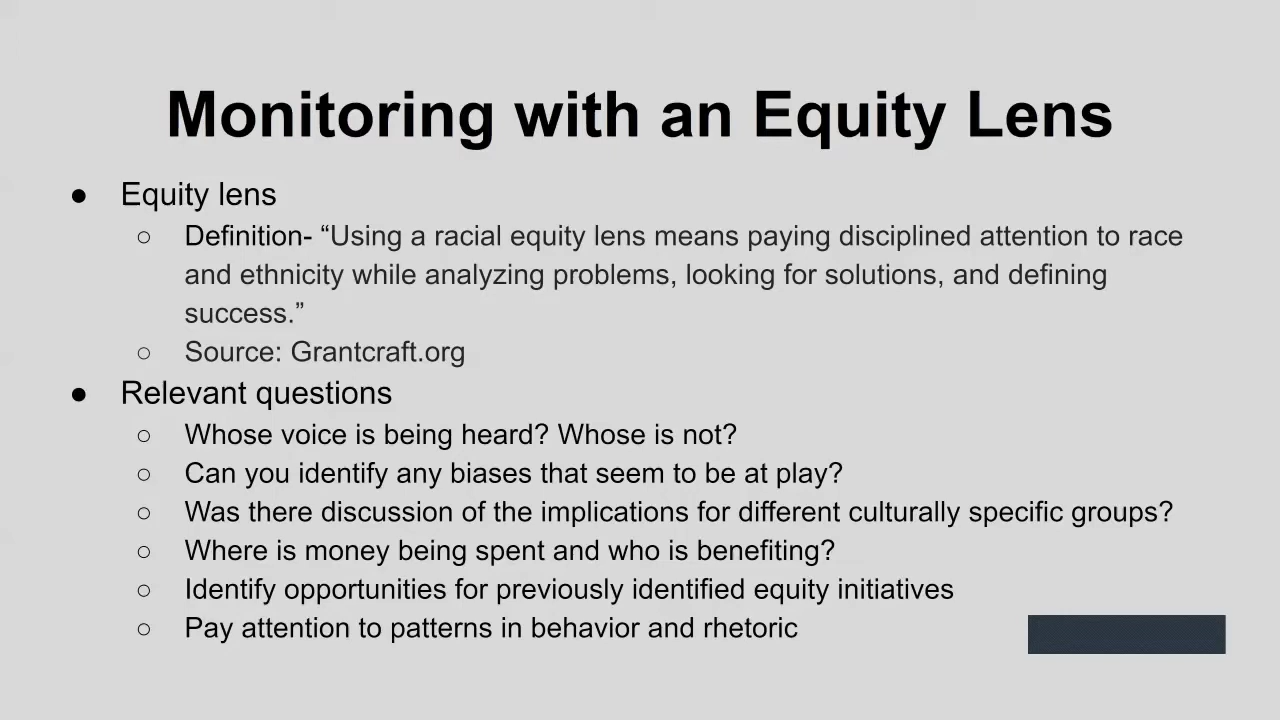 Monitoring with an Equity Lens
● Equity lens
○ Definition- “Using a racial equity lens means paying disciplined attention to race
and ethnicity while analyzing problems, looking for solutions, and defining
success.”
○ Source: Grantcraft.org
● Relevant questions
○ Whose voice is being heard? Whose is not?
○ Can you identify any biases that seem to be at play?
○ Was there discussion of the implications for different culturally specific groups?
○ Where is money being spent and who is benefiting?
○ Identify opportunities for previously identified equity initiatives
○ Pay attention to patterns in behavior and rhetoric